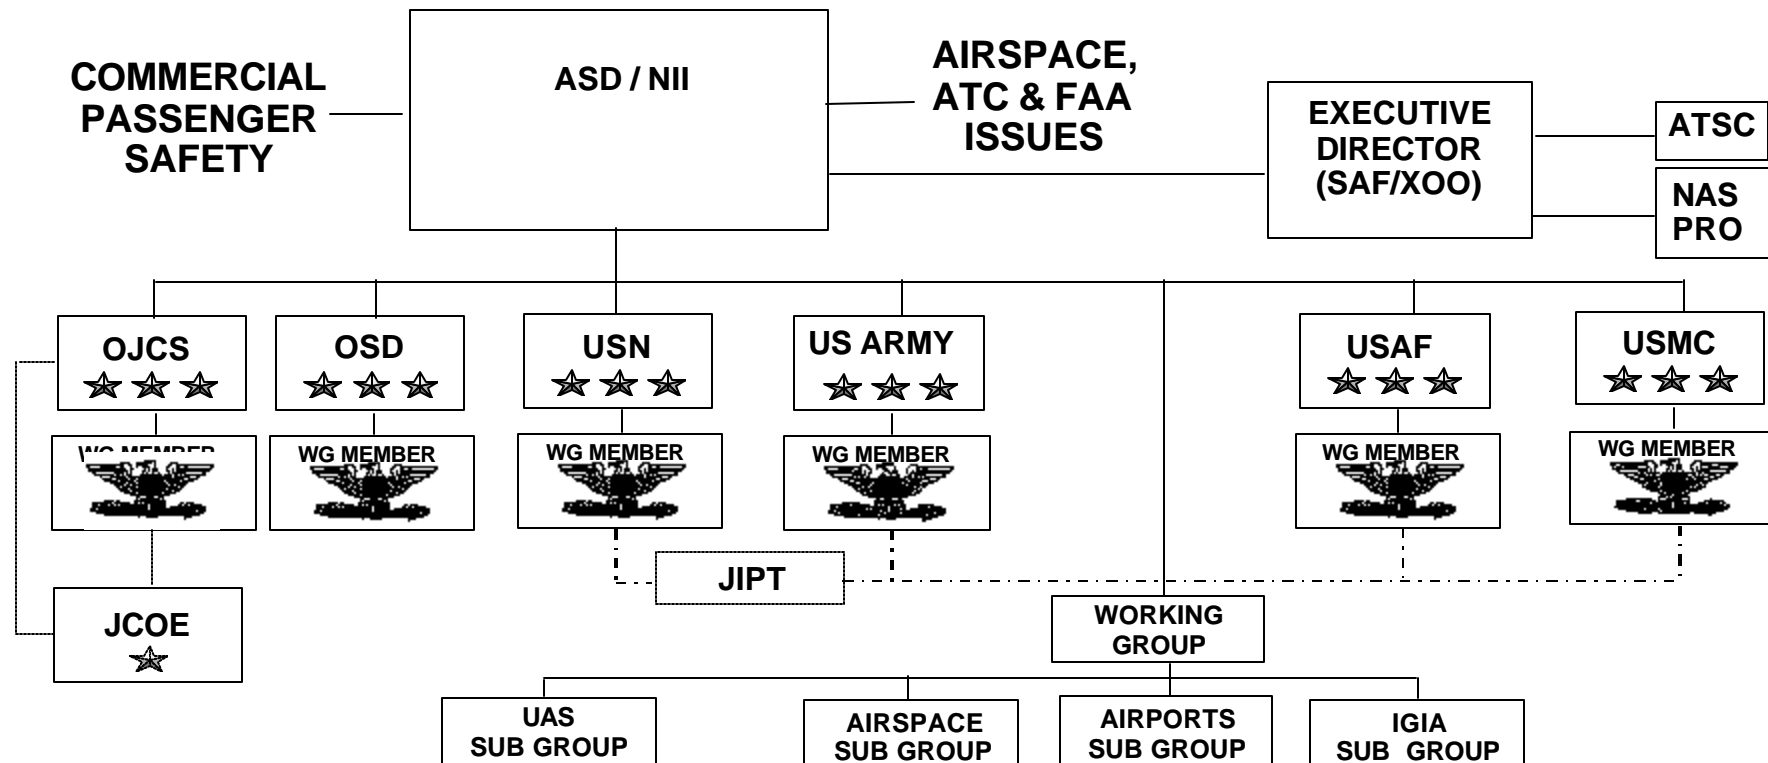 COMMERCIAL
PASSENGER
SAFETY
ASD / NII
AIRSPACE,
ATC & FAA
ISSUES
EXECUTIVE
DIRECTOR
(SAF/XOO)
ATSC
NAS
PRO
OJCS
OSD
USN
US ARMY
USAF
USMC
WG MEMBER
WG MEMBER
WG MEMBER
WG MEMBER
WG MEMBER
WG MEMBER
JIPT
JCOE
WORKING
GROUP
UAS
SUB GROUP
AIRSPACE
SUB GROUP
AIRPORTS
SUB GROUP
IGIA
SUB GROUP